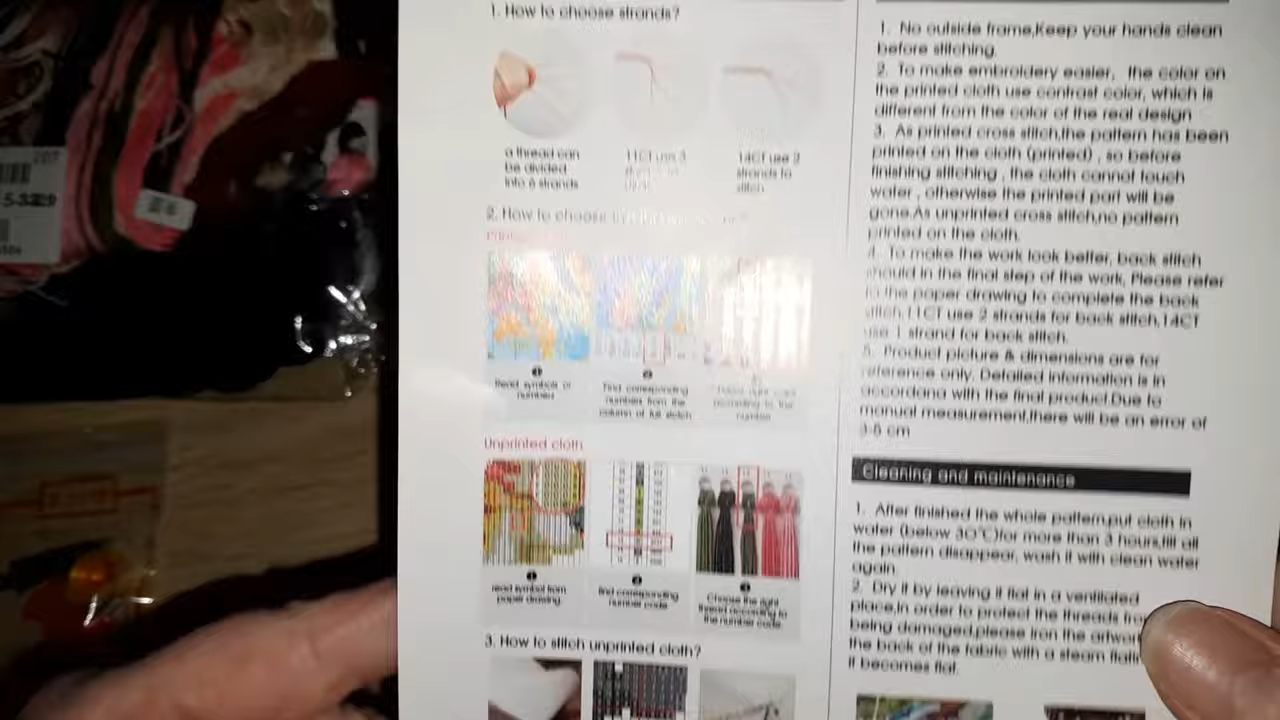 1. How to choose strands?
a thread can
be divided
into 6 strands
11CT use 3
14CT use 2
strands to
stitch
2. How to choose
Read symbols or
numbers
Find corresponding
numbers from the
column of full stitch
according to the
number
Unprinted cloth
read symbol from
paper drawing
find corresponding
number code
Choose the right
thread according to
the number code
3. How to stitch unprinted cloth?
1. No outside frame,Keep your hands clean
before stitching.
2. To make embroidery easier, the color on
the printed cloth use contrast color, which is
different from the color of the real design
3. As printed cross stitch,the pattern has been
printed on the cloth (printed) , so before
finishing stitching , the cloth cannot touch
water , otherwise the printed part will be
gone.As unprinted cross stitch,no pattern
printed on the cloth.
4. To make the work look better, back stitch
should in the final step of the work, Please refer
to the paper drawing to complete the back
stitch,11CT use 2 strands for back stitch,14CT
use 1 strand for back stitch.
5. Product picture & dimensions are for
reference only. Detailed information is in
accordana with the final product.Due to
manual measurement,there will be an error of
3-5 cm
Cleaning and maintenance
1. After finished the whole pattern,put cloth in
water (below 30°C)for more than 3 hours,till all
the pattern disappear, wash it with clean water
again.
2. Dry it by leaving it flat in a ventilated
place,in order to protect the threads from
being damaged,please iron the artwork
the back of the fabric with a steam
it becomes flat.